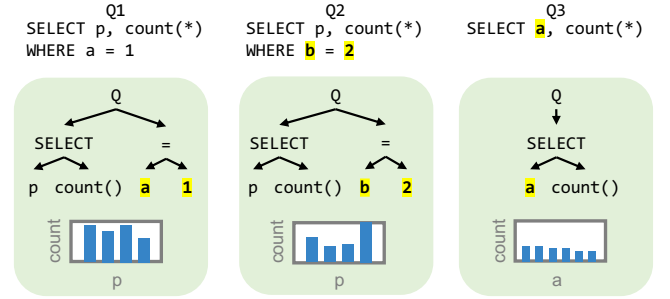 Q1
SELECT p, count(*)
WHERE a = 1
Q
SELECT =
p count() a 1
count
p
Q2
SELECT p, count(*)
WHERE b = 2
Q
SELECT =
p count() b 2
count
p
Q3
SELECT a, count(*)
Q
SELECT
a count()
count
a